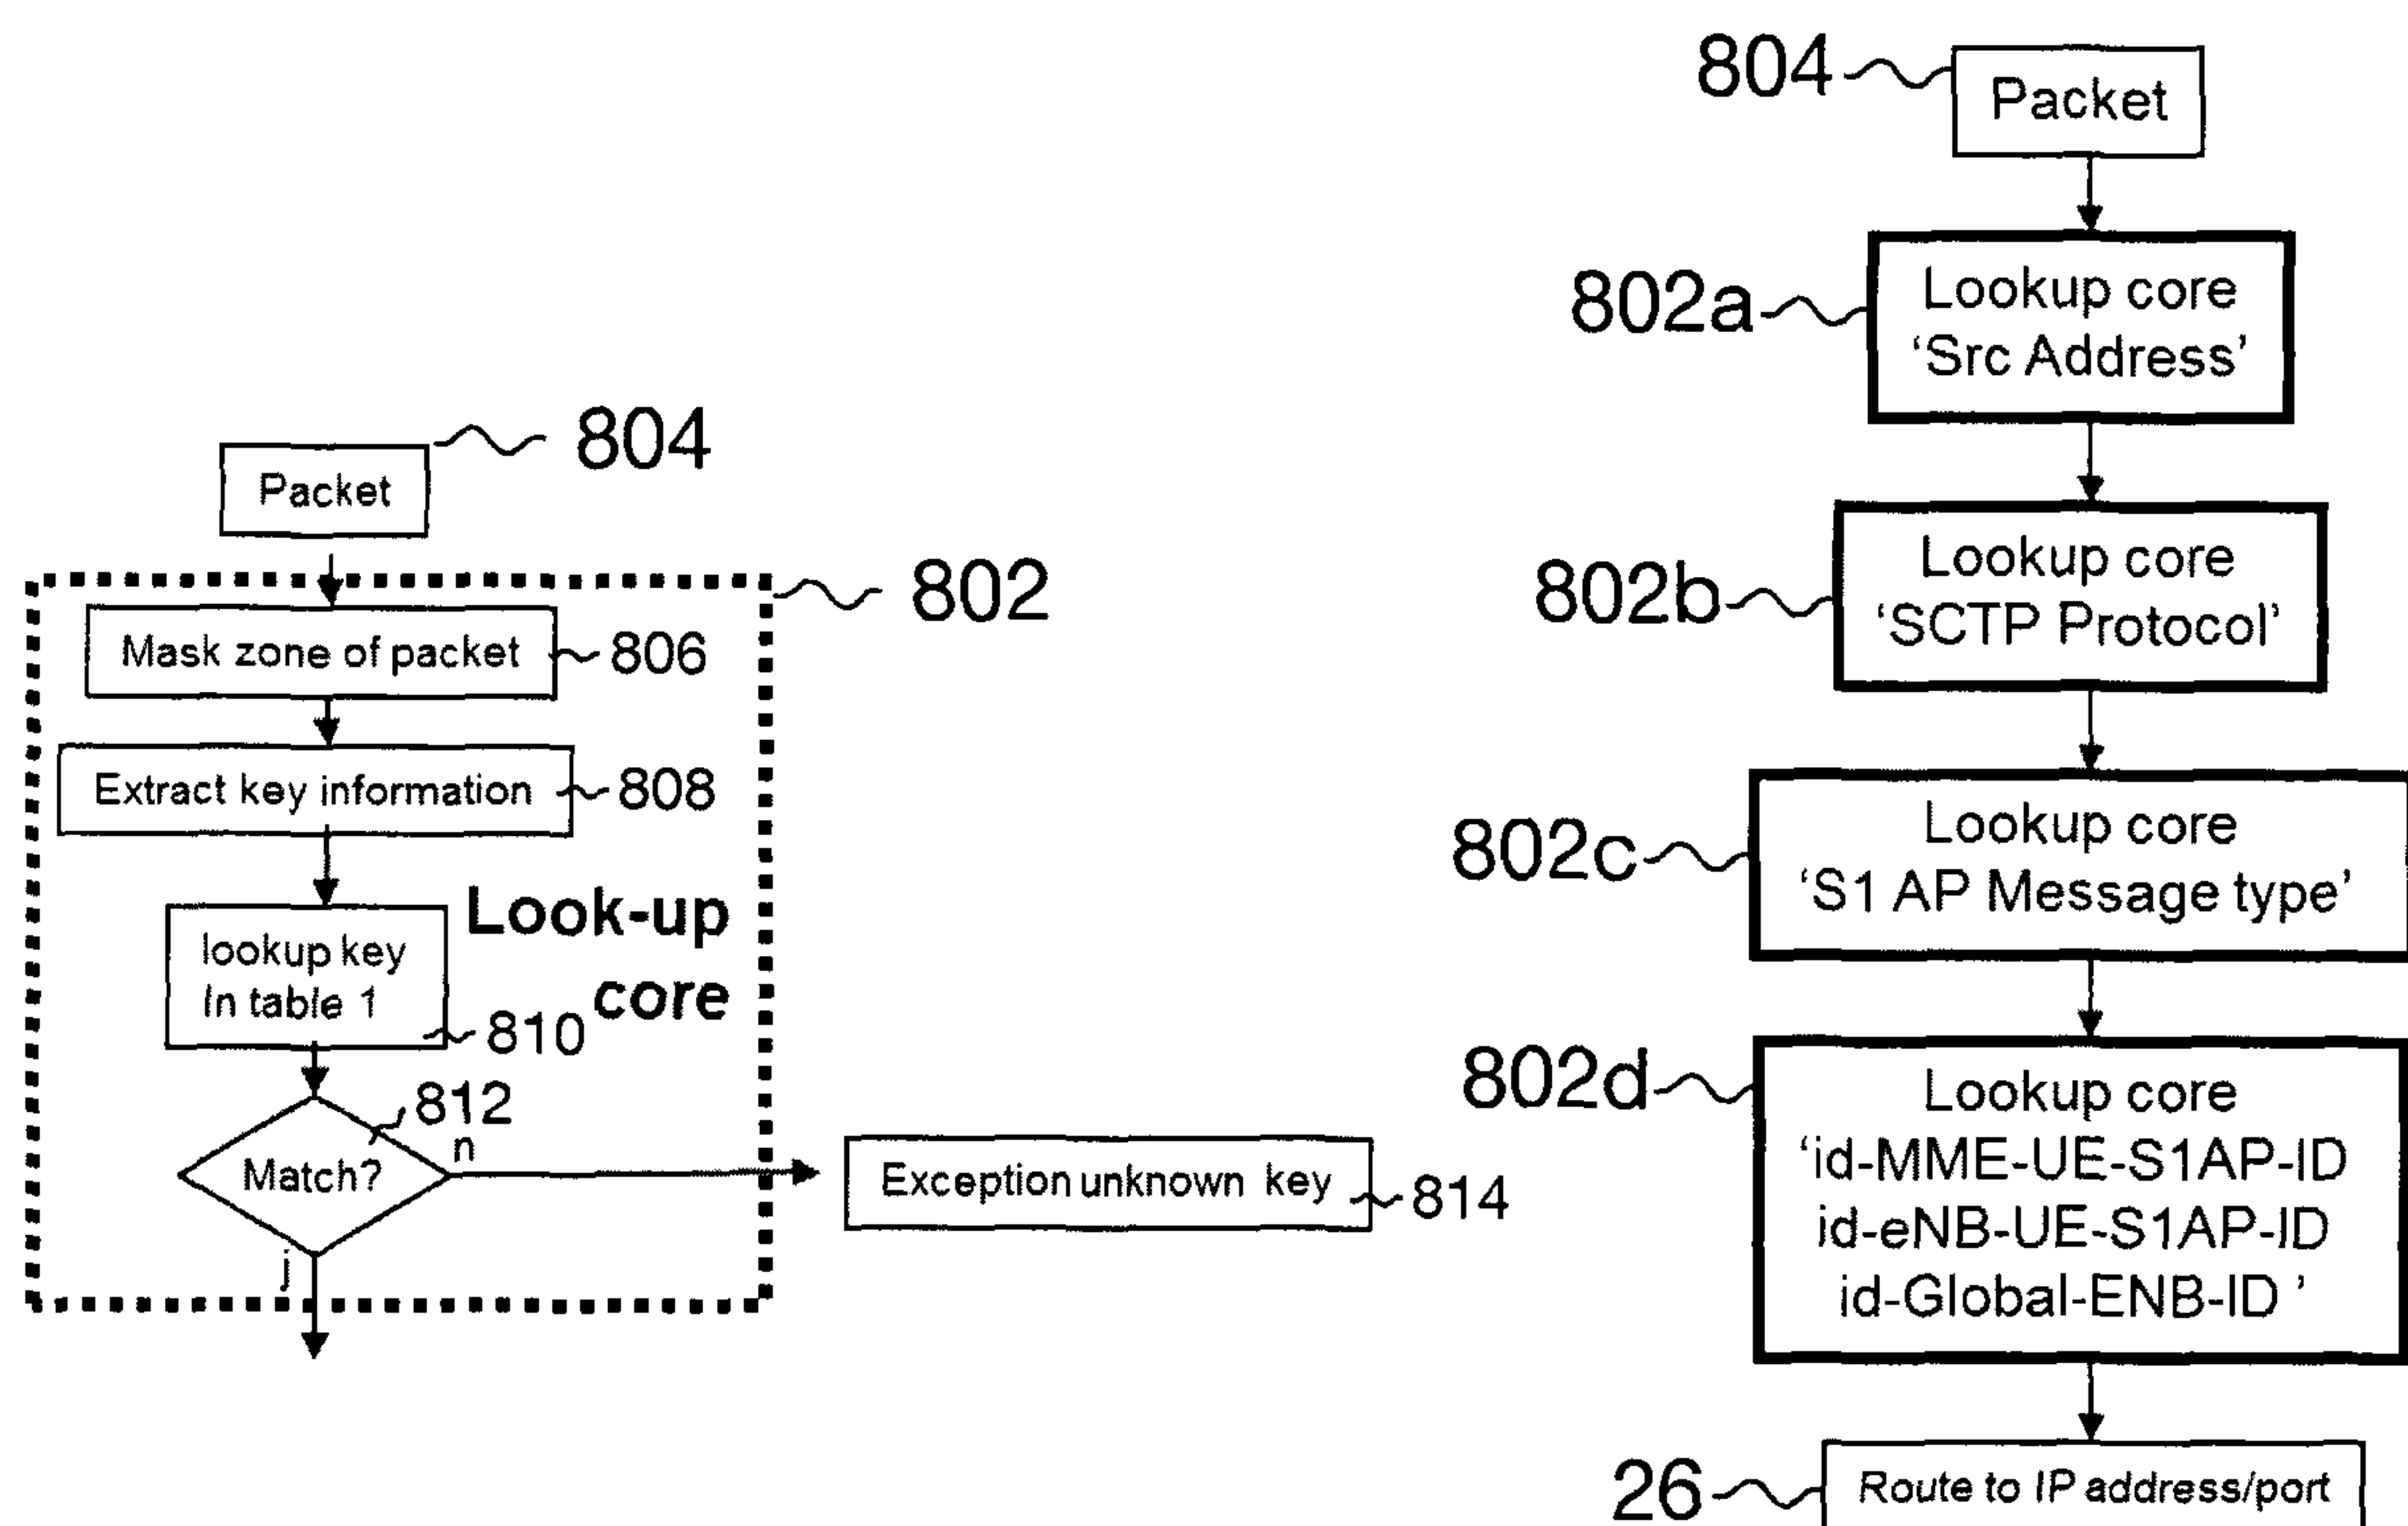 804
Packet
802
Mask zone of packet
806
Extract key information
808
Look-up
core
lookup key
In table 1
810
812
Match?
n
j
Exception unknown key
814
804
Packet
802a
Lookup core
‘Src Address’
802b
Lookup core
‘SCTP Protocol’
802c
Lookup core
‘S1 AP Message type’
802d
Lookup core
‘id-MME-UE-S1AP-ID
id-eNB-UE-S1AP-ID
id-Global-ENB-ID ’
26
Route to IP address/port